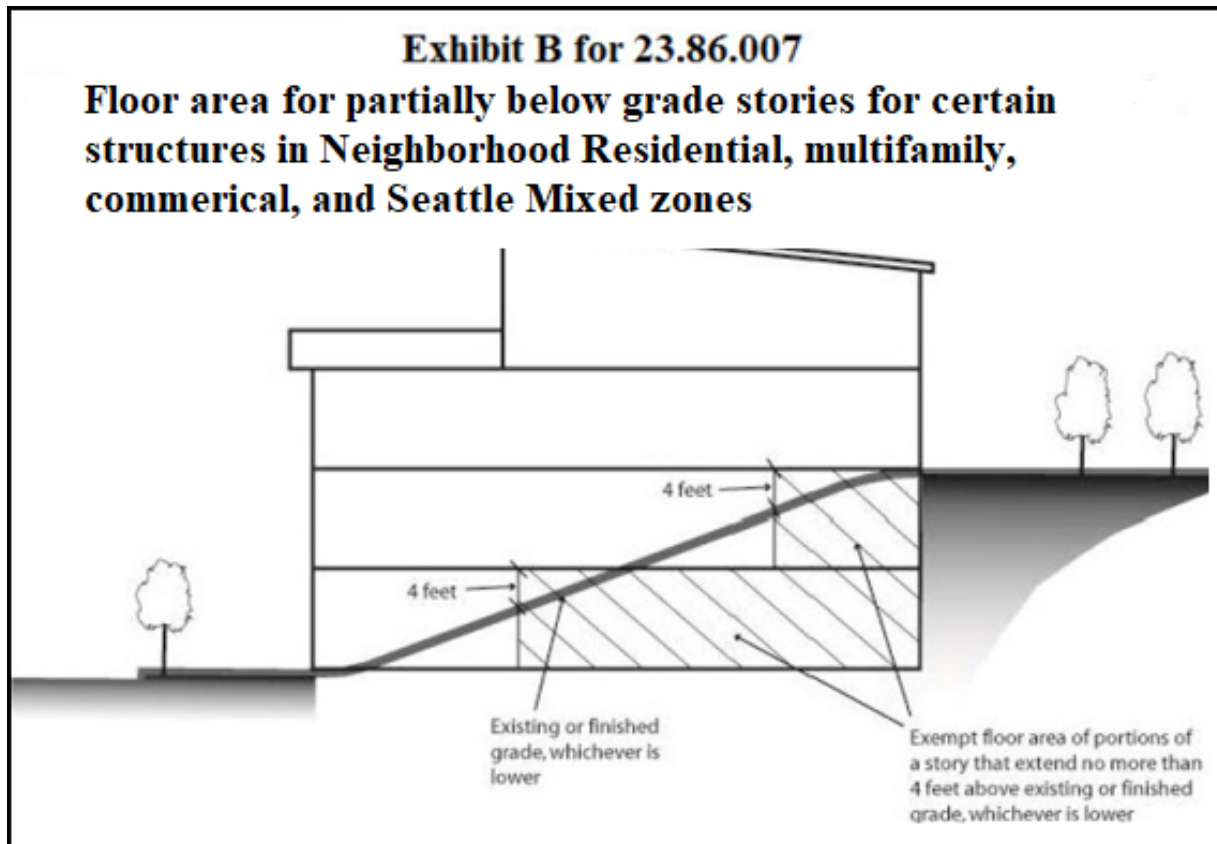 Exhibit B for 23.86.007
Floor area for partially below grade stories for certain
structures in Neighborhood Residential, multifamily,
commerical, and Seattle Mixed zones
4 feet
4 feet
Existing or finished
grade, whichever is
lower
Exempt floor area of portions of
a story that extend no more than
4 feet above existing or finished
grade, whichever is lower